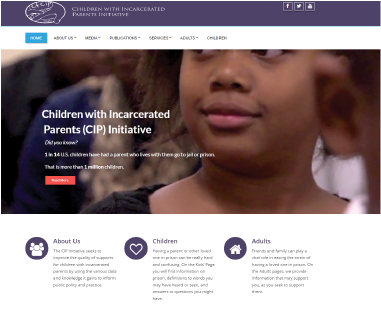 CHILDREN WITH INCARCERATED
PARENTS INITIATIVE
HOME ABOUT US MEDIA PUBLICATIONS SERVICES ADULTS CHILDREN
Children with Incarcerated
Parents (CIP) Initiative
Did you know?
1 in 14 U.S. children have had a parent who lives with them go to jail or prison.
That is more than 1 million children.
Read More
About Us
The CIP Initiative seeks to
improve the quality of supports
for children with incarcerated
parents by using the various data
and knowledge it gains to inform
public policy and practice.
Children
Having a parent or other loved
one in prison can be really hard
and confusing. On the Kids' Page,
you will find information on
prison, definitions to words you
may have heard or seen, and
answers to questions you might
have.
Adults
Friends and family can play a
vital role in easing the strain of
having a loved one in prison. On
the Adults pages, we provide
information that may support
you, as you seek to support
them.